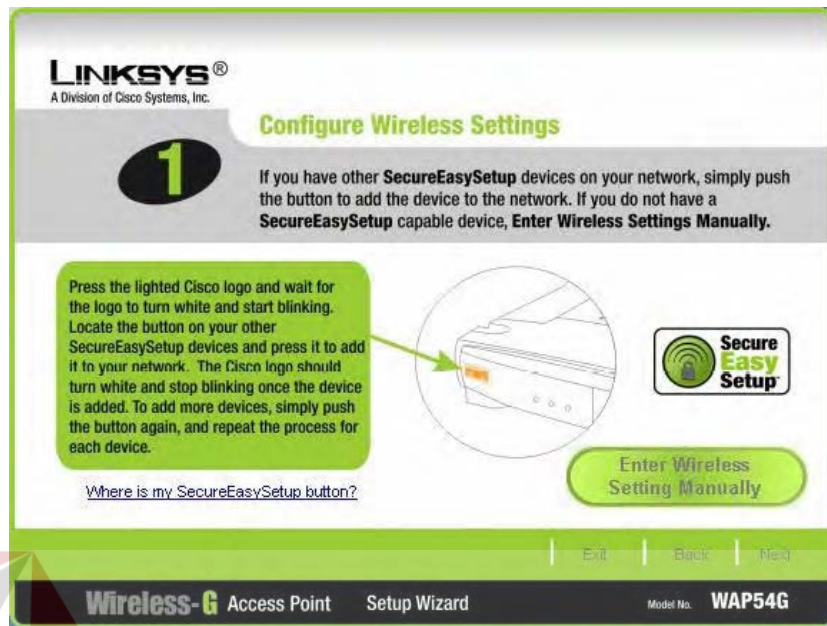 LINKSYS®
A Division of Cisco Systems, Inc.
Configure Wireless Settings
1
If you have other SecureEasySetup devices on your network, simply push
the button to add the device to the network. If you do not have a
SecureEasySetup capable device, Enter Wireless Settings Manually.
Press the lighted Cisco logo and wait for
the logo to turn white and start blinking.
Locate the button on your other
SecureEasySetup devices and press it to add
it to your network. The Cisco logo should
turn white and stop blinking once the device
is added. To add more devices, simply push
the button again, and repeat the process for
each device.
Where is my SecureEasySetup button?
Secure
Easy
Setup
Enter Wireless
Setting Manually
Exit Back Next
Wireless-G Access Point Setup Wizard Model No. WAP54G